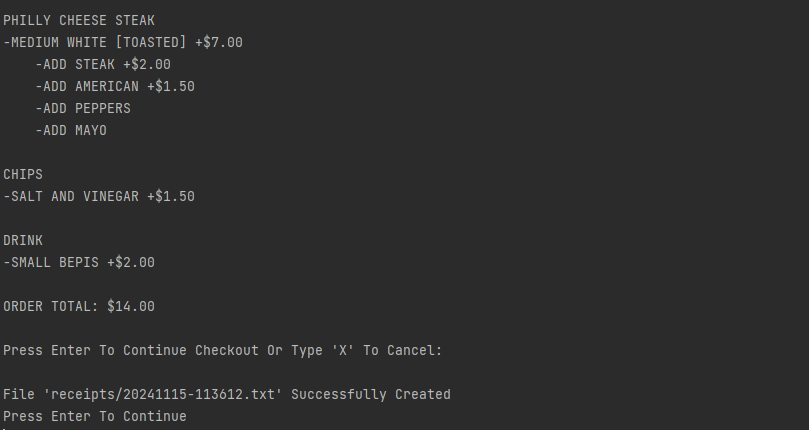 PHILLY CHEESE STEAK
-MEDIUM WHITE [TOASTED] +$7.00
    -ADD STEAK +$2.00
    -ADD AMERICAN +$1.50
    -ADD PEPPERS
    -ADD MAYO
CHIPS
-SALT AND VINEGAR +$1.50
DRINK
-SMALL BEPIS +$2.00
ORDER TOTAL: $14.00
Press Enter To Continue Checkout Or Type 'X' To Cancel:
File 'receipts/20241115-113612.txt' Successfully Created
Press Enter To Continue